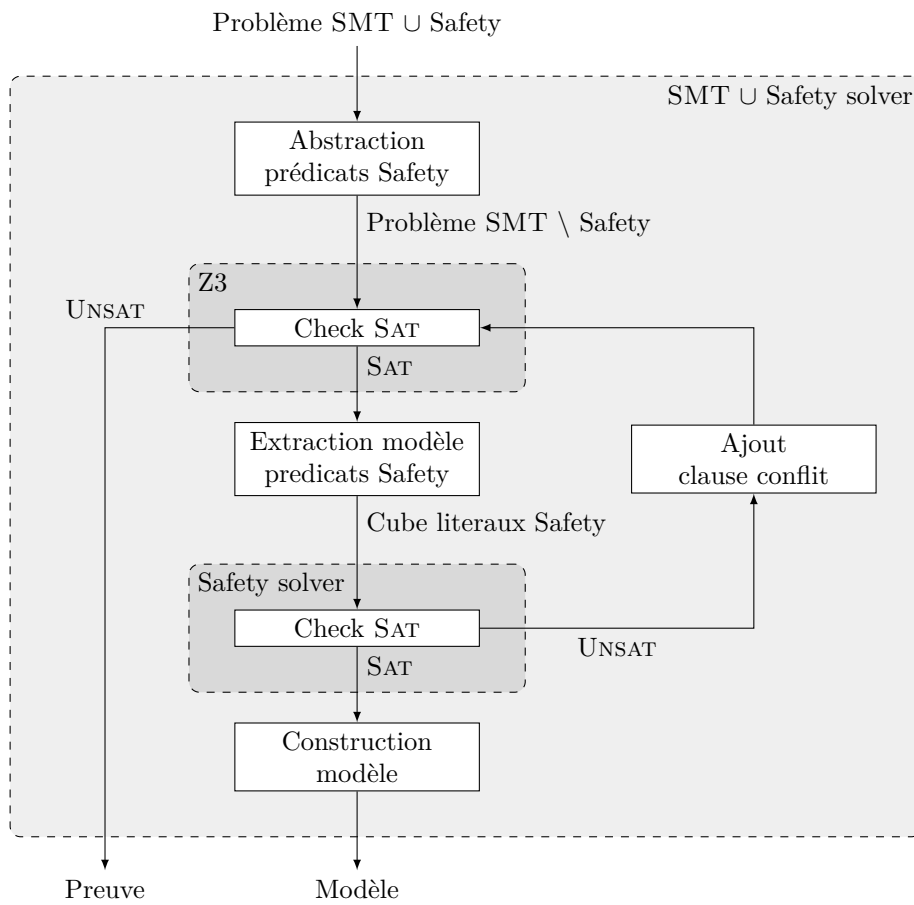 Problème SMT ∪ Safety
SMT ∪ Safety solver
Abstraction
prédicats Safety
Problème SMT \ Safety
Z3
UNSAT
Check SAT
SAT
Extraction modèle
predicats Safety
Ajout
clause conflit
Cube literaux Safety
Safety solver
Check SAT
UNSAT
SAT
Construction
modèle
Preuve
Modèle